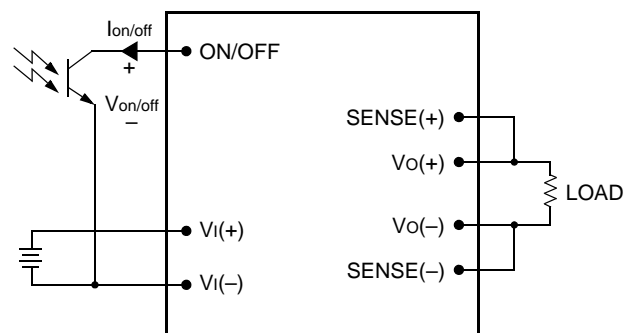 Ion/off
+
ON/OFF
Von/off
–
SENSE(+)
VO(+)
LOAD
VO(–)
SENSE(–)
VI(+)
VI(–)